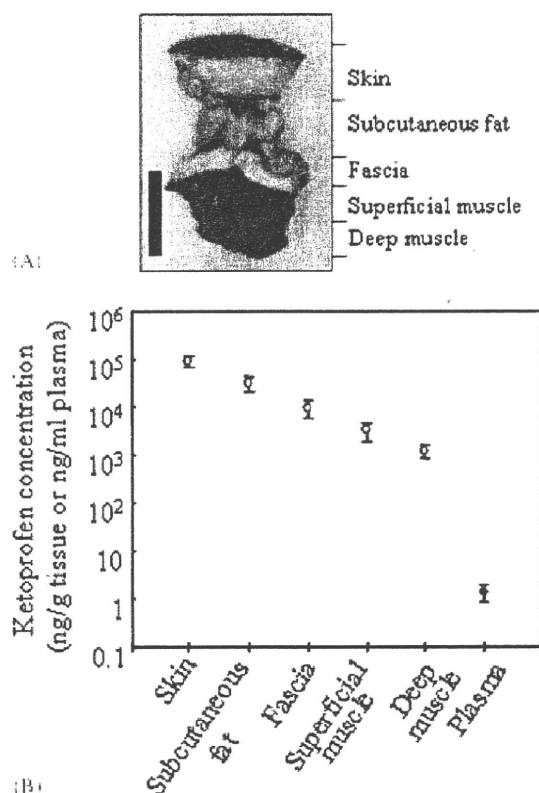 Skin
Subcutaneous fat
Fascia
Superficial muscle
Deep muscle
(A)
Ketoprofen concentration
(ng/g tissue or ng/ml plasma)
10⁶
10⁵
10⁴
10³
10²
10
1
0.1
Skin
Subcutaneous
fat
Fascia
Superficial
muscle
Deep
muscle
Plasma
(B)